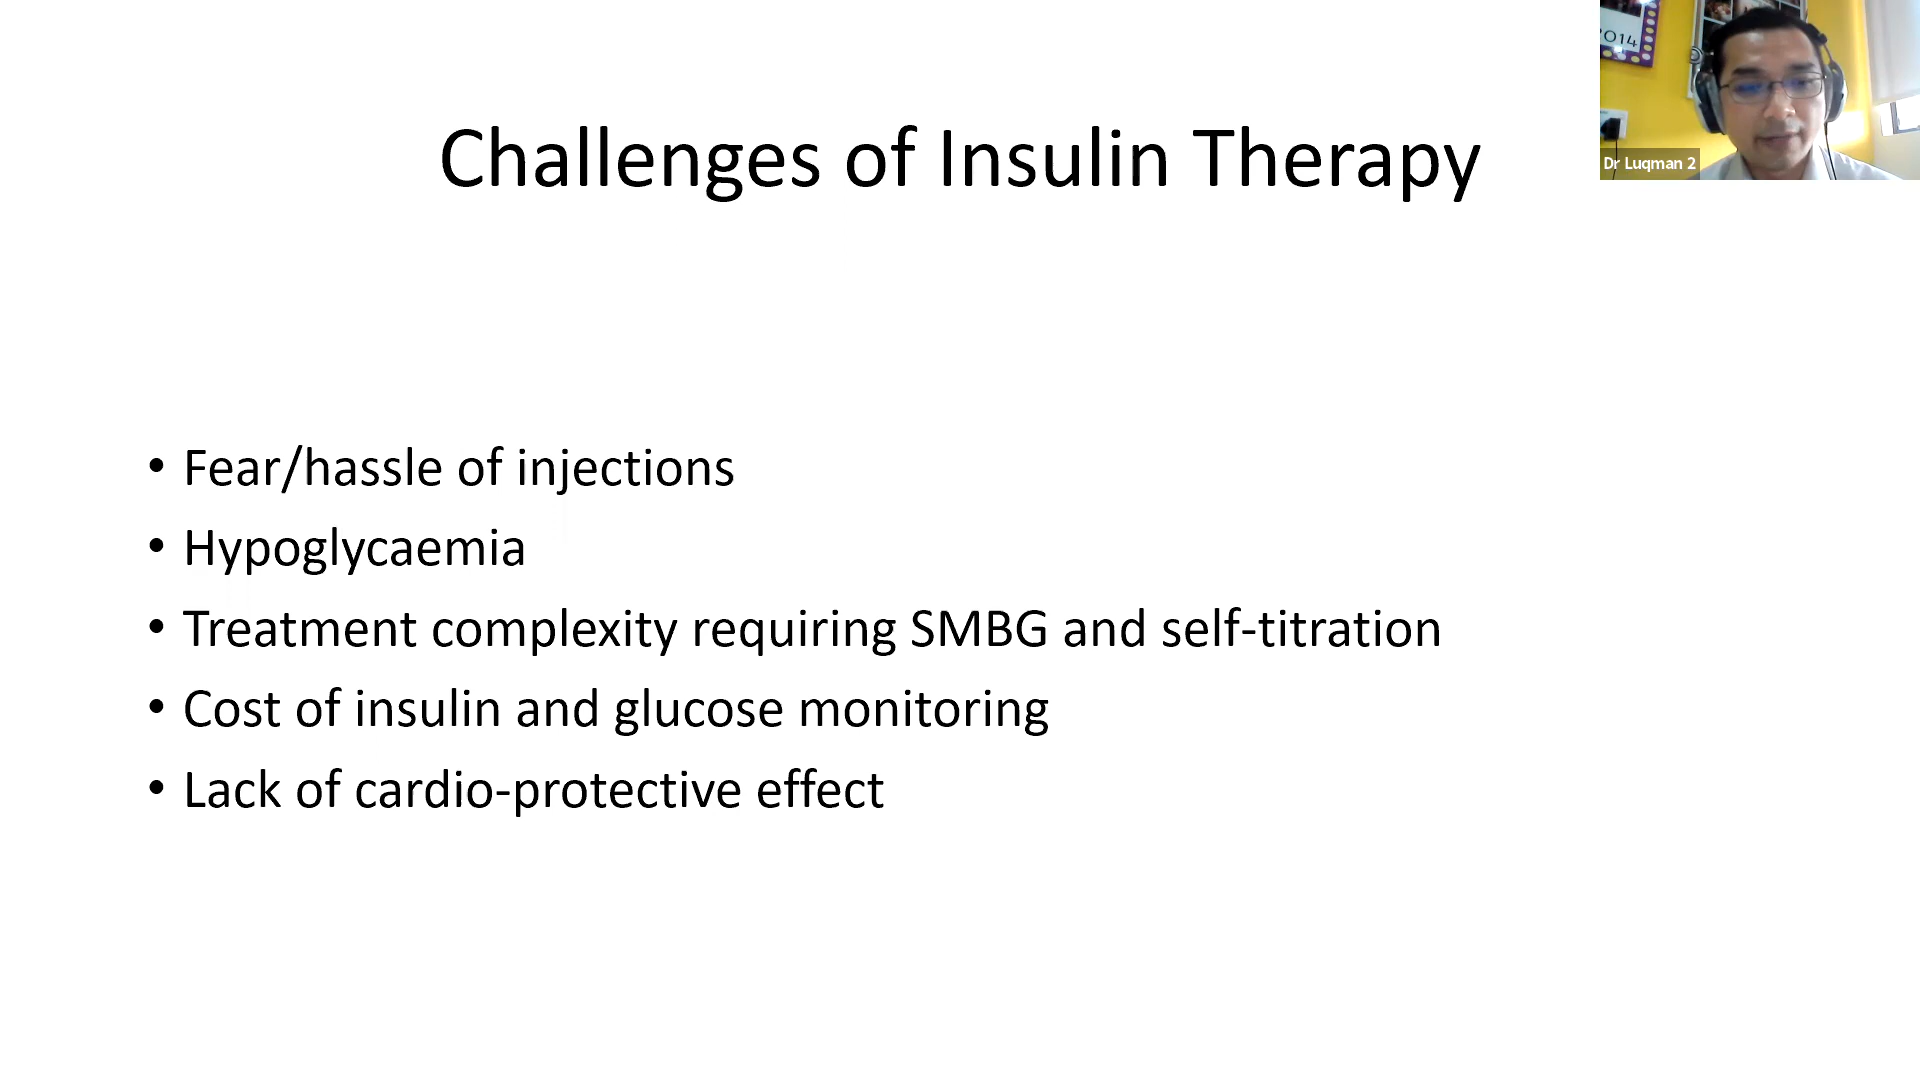 2014
Dr Luqman 2
Challenges of Insulin Therapy
• Fear/hassle of injections
• Hypoglycaemia
• Treatment complexity requiring SMBG and self-titration
• Cost of insulin and glucose monitoring
• Lack of cardio-protective effect